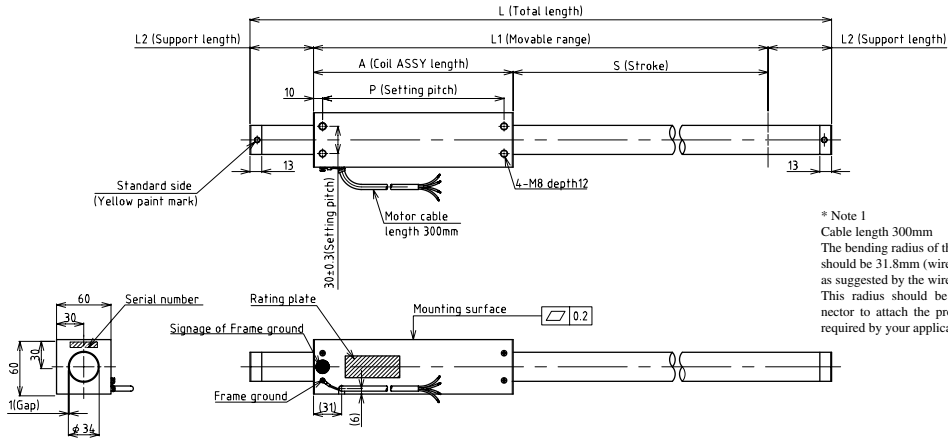 L (Total length)
L2 (Support length)
L1 (Movable range)
L2 (Support length)
A (Coil ASSY length)
S (Stroke)
10
P (Setting pitch)
13
13
Standard side
(Yellow paint mark)
30±0.3(Setting pitch)
Motor cable
length 300mm
4-M8 depth12
* Note 1
Cable length 300mm
The bending radius of th
should be 31.8mm (wire
as suggested by the wire
This radius should be
nector to attach the pr
required by your applica
60
30
Serial number
30
60
1(Gap)
φ34
Rating plate
Signage of Frame ground
Mounting surface
0.2
Frame ground
(31)
(6)